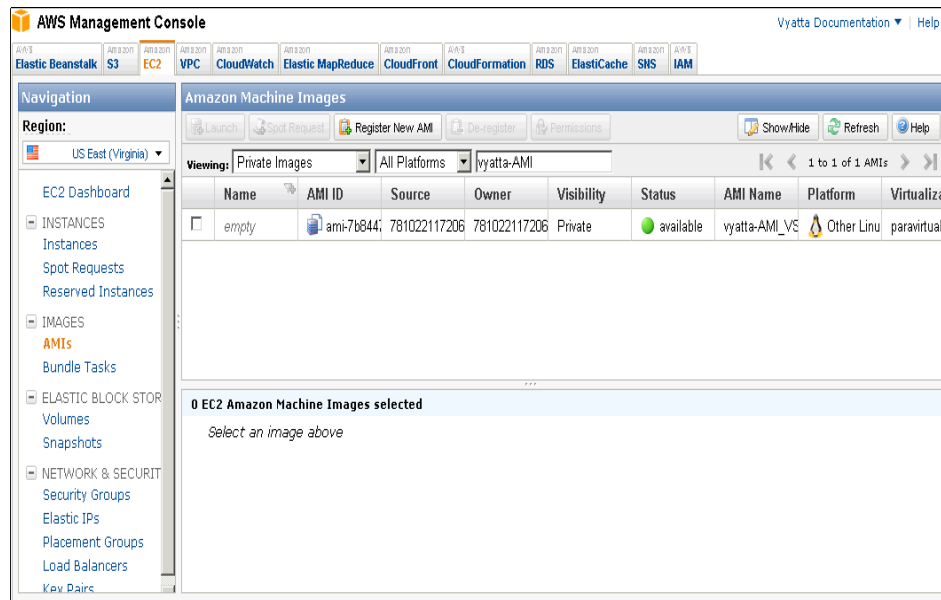 AWS Management Console
Vyatta Documentation ▼ | Help
AWS Elastic Beanstalk
Amazon S3
Amazon EC2
Amazon VPC
Amazon CloudWatch
Amazon Elastic MapReduce
Amazon CloudFront
AWS CloudFormation
Amazon RDS
Amazon ElastiCache
Amazon SNS
AWS IAM
Navigation
Region:
US East (Virginia) ▼
EC2 Dashboard
INSTANCES
Instances
Spot Requests
Reserved Instances
IMAGES
AMIs
Bundle Tasks
ELASTIC BLOCK STOR
Volumes
Snapshots
NETWORK & SECURIT
Security Groups
Elastic IPs
Placement Groups
Load Balancers
Key Pairs
Amazon Machine Images
Launch Spot Request Register New AMI De-register Permissions Show/Hide Refresh Help
Viewing: Private Images All Platforms vyatta-AMI 1 to 1 of 1 AMIs
Name AMI ID Source Owner Visibility Status AMI Name Platform Virtualiza
empty ami-7b8447 781022117206 781022117206 Private available vyatta-AMI_VS Other Linu paravirtual
0 EC2 Amazon Machine Images selected
Select an image above